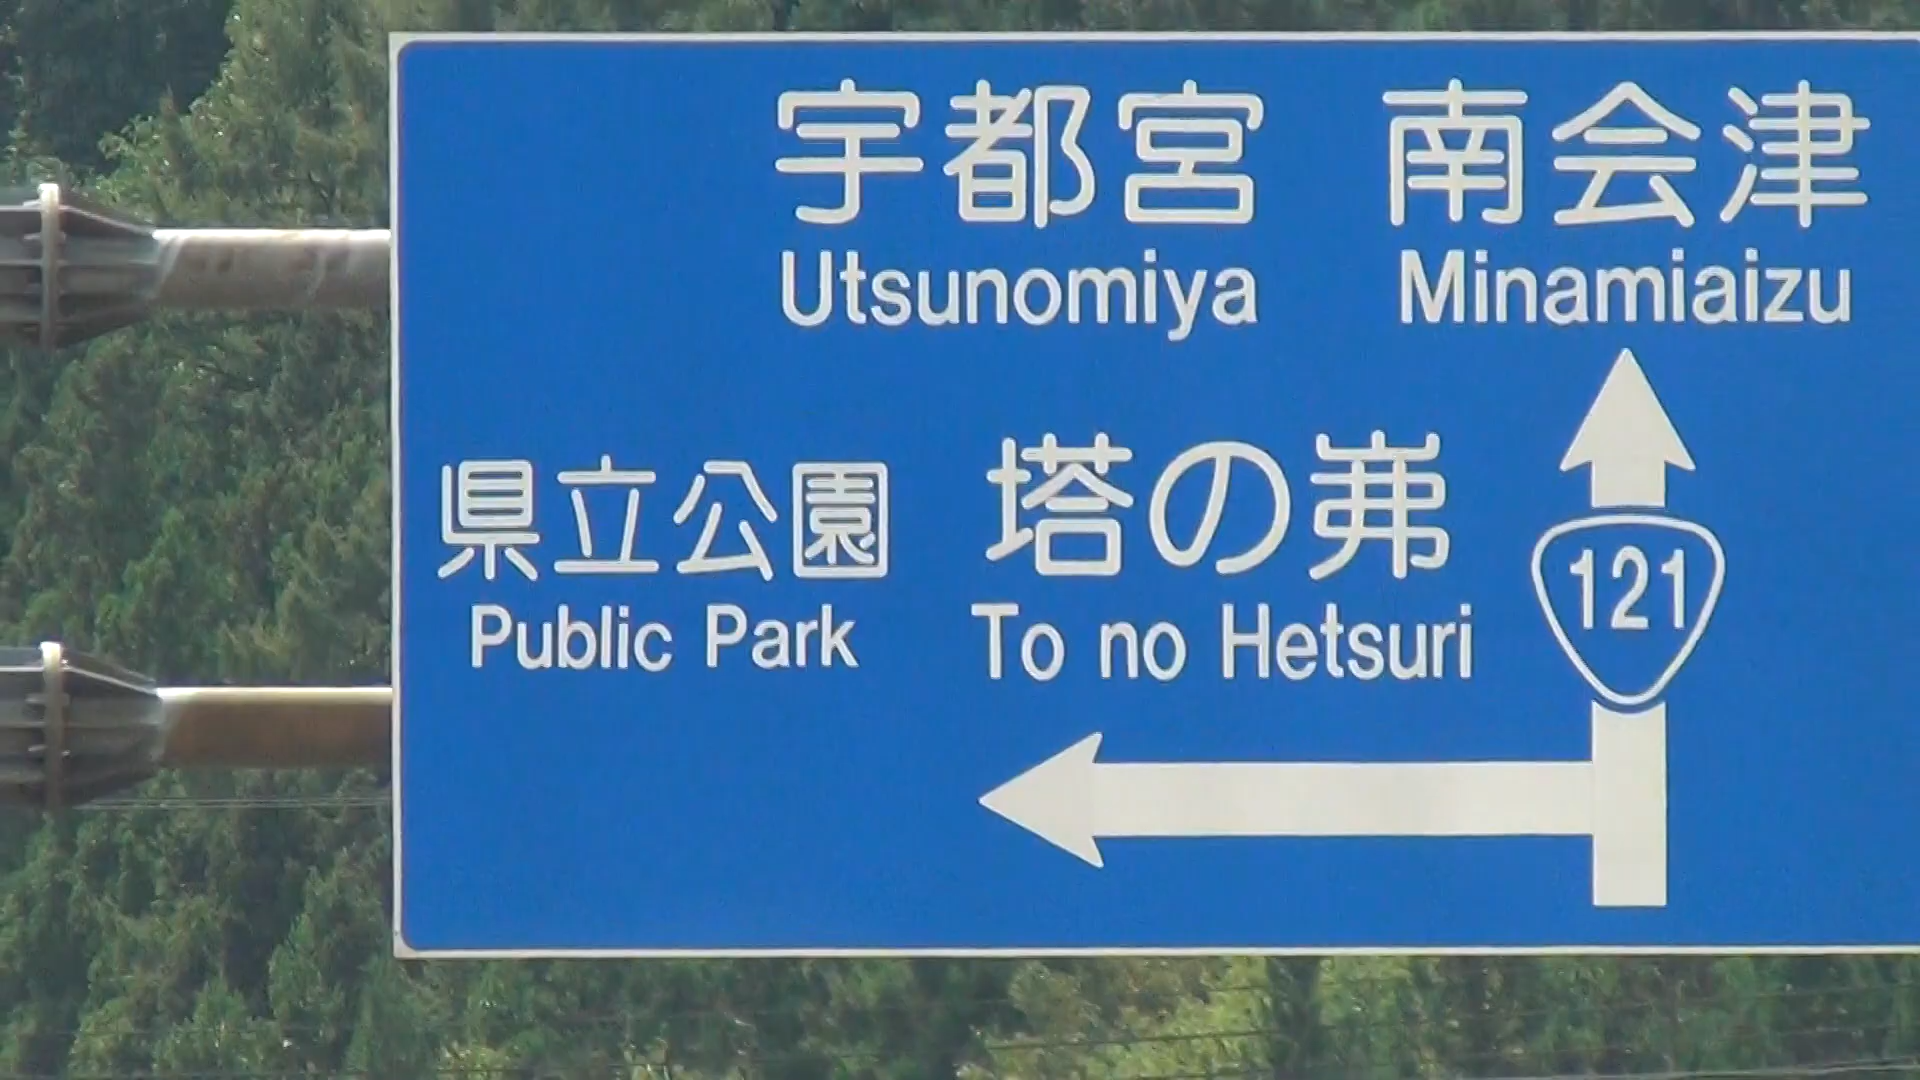 宇都宮 南会津
Utsunomiya Minamiaizu
県立公園 塔の岪
Public Park To no Hetsuri
121